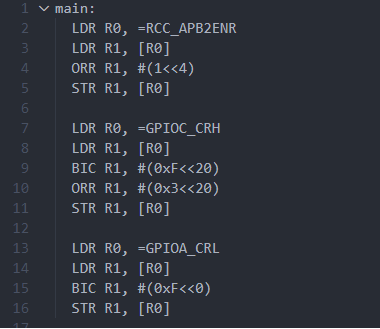 1 main:
2 LDR R0, =RCC_APB2ENR
3 LDR R1, [R0]
4 ORR R1, #(1<<4)
5 STR R1, [R0]
6
7 LDR R0, =GPIOC_CRH
8 LDR R1, [R0]
9 BIC R1, #(0xF<<20)
10 ORR R1, #(0x3<<20)
11 STR R1, [R0]
12
13 LDR R0, =GPIOA_CRL
14 LDR R1, [R0]
15 BIC R1, #(0xF<<0)
16 STR R1, [R0]
17